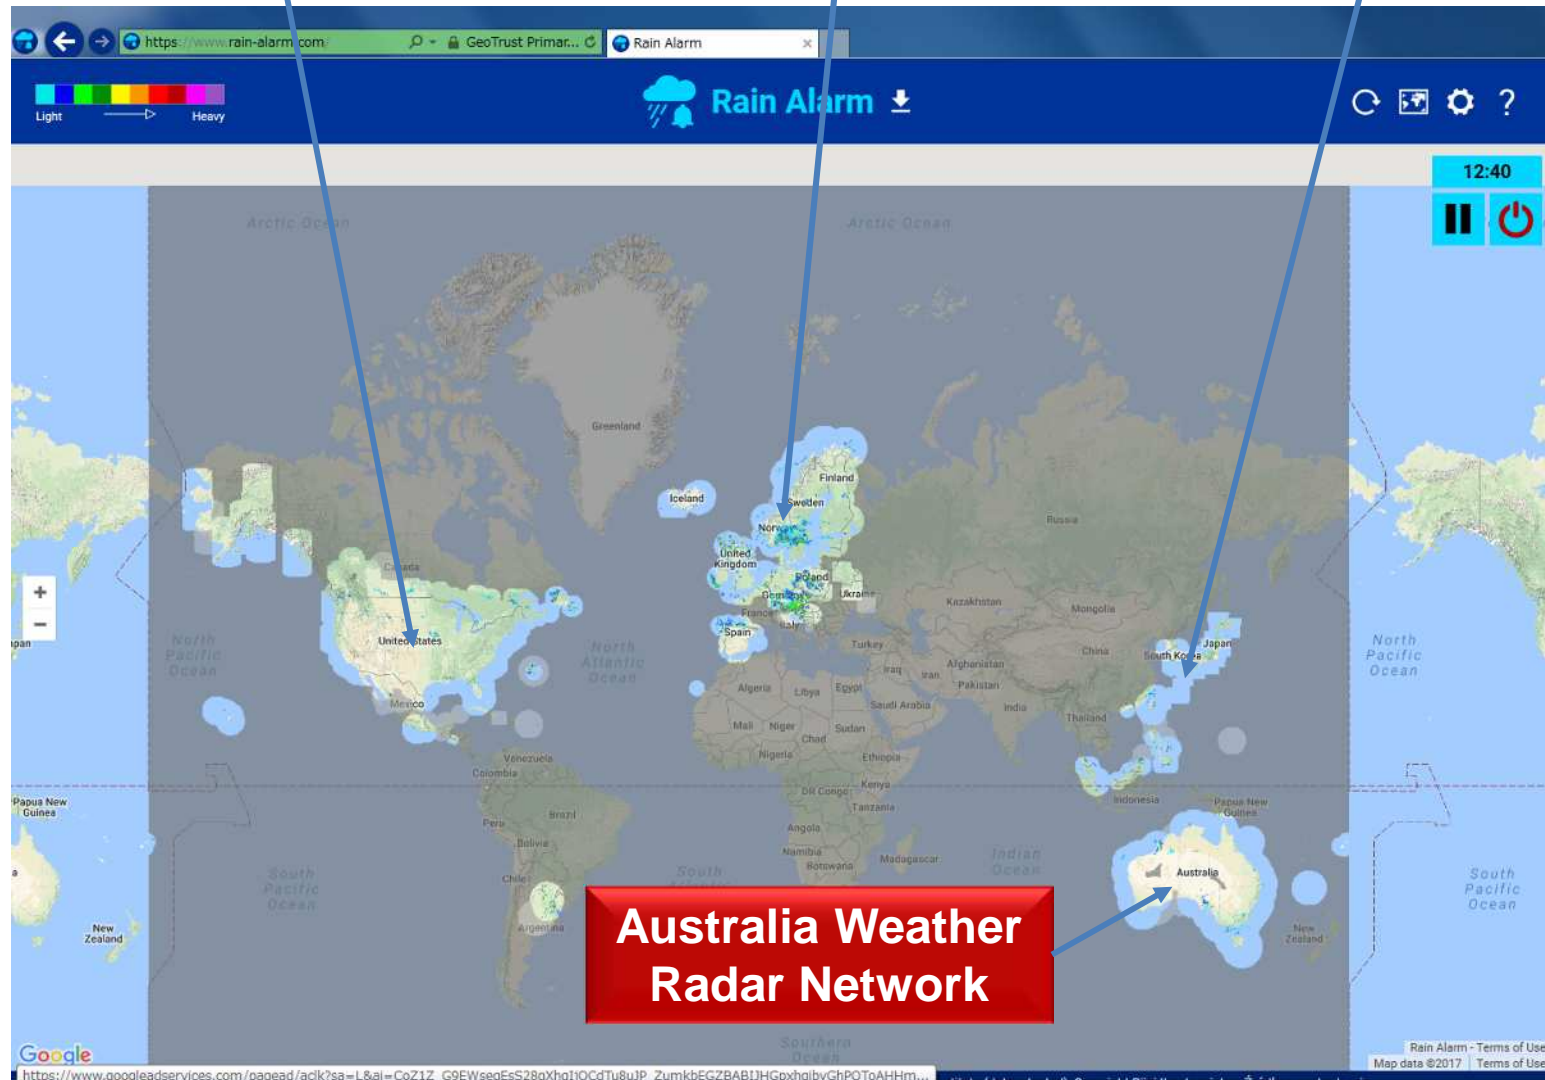 https://www.rain-alarm.com/
GeoTrust Primar...
Rain Alarm
Light
Heavy
Rain Alarm
12:40
Arctic Ocean
Arctic Ocean
Greenland
Iceland
Finland
Sweden
Norway
Russia
United
Kingdom
Canada
Poland
Germany
Ukraine
France
Kazakhstan
Mongolia
Italy
Spain
United States
North
Pacific
Ocean
North
Atlantic
Ocean
Turkey
China
South Korea
Japan
North
Pacific
Ocean
Iraq
Iran
Afghanistan
Pakistan
Algeria
Libya
Egypt
Saudi Arabia
India
Mexico
Mali
Niger
Chad
Sudan
Thailand
Nigeria
Ethiopia
Venezuela
Colombia
DR Congo
Kenya
Indonesia
Papua New
Guinea
Papua New
Guinea
Tanzania
Brazil
Peru
Angola
Bolivia
Namibia
Botswana
Madagascar
Indian
Ocean
Australia
Chile
South
Pacific
Ocean
South
South
Pacific
Ocean
Argentina
New
Zealand
New
Zealand
Australia Weather
Radar Network
Southern
Ocean
Google
Rain Alarm - Terms of Use
Map data ©2017 Terms of Use